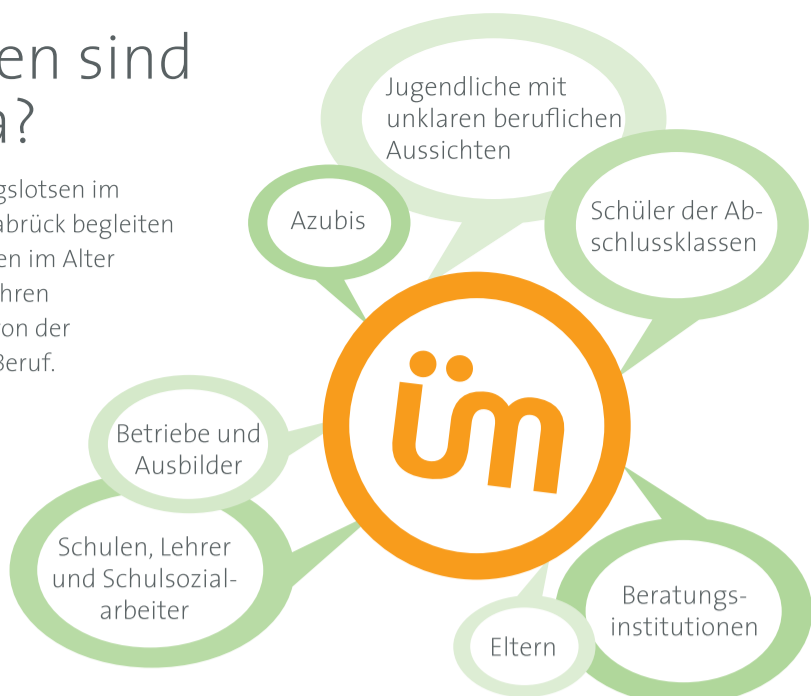 en sind
a?
gslotsen im
abrück begleiten
en im Alter
hren
von der
Beruf.
Jugendliche mit
unklaren beruflichen
Aussichten
Azubis
Schüler der Ab-
schlussklassen
üm
Betriebe und
Ausbilder
Schulen, Lehrer
und Schulsozial-
arbeiter
Beratungs-
institutionen
Eltern